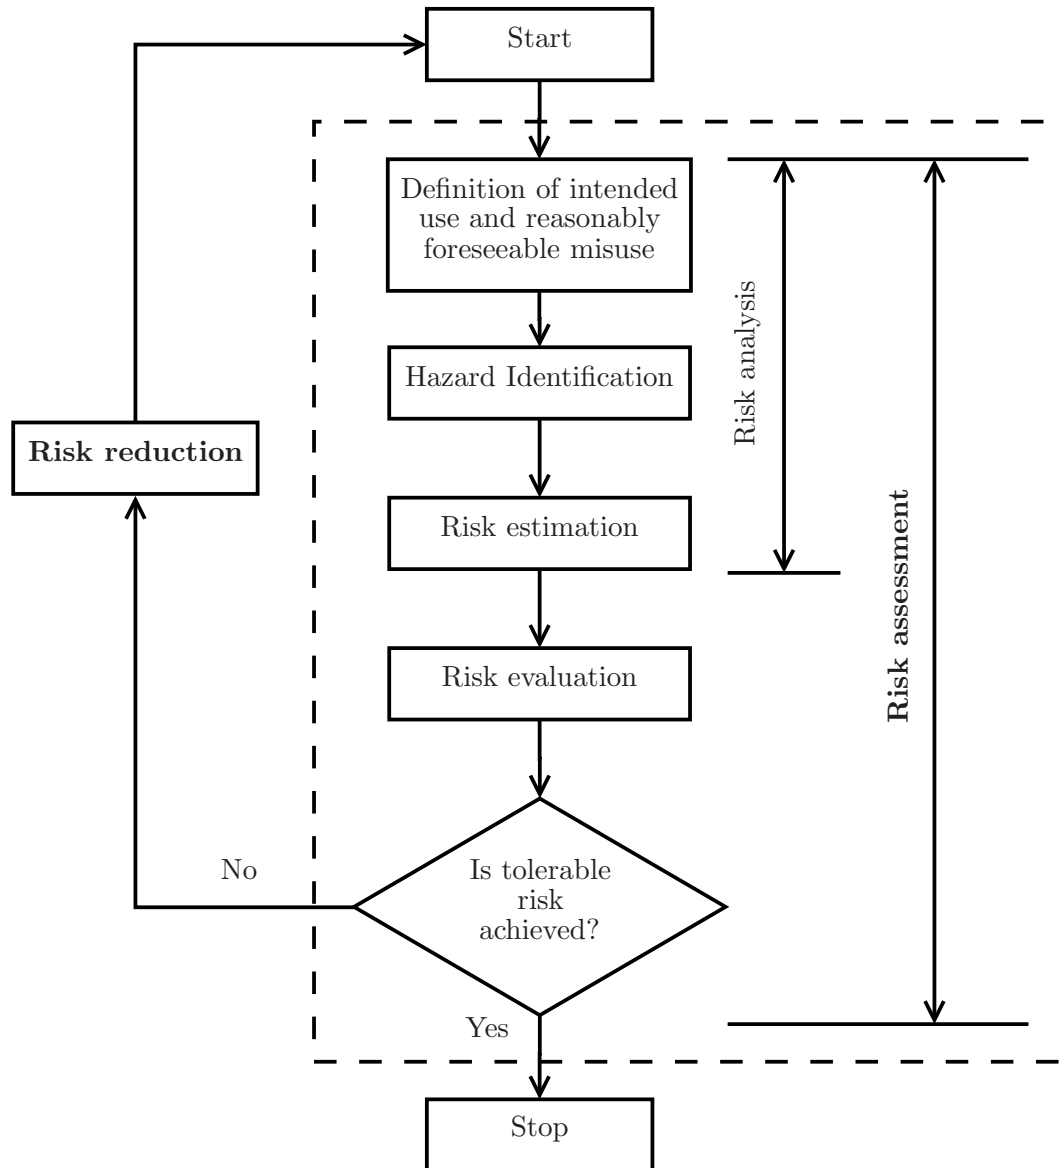 Start
Definition of intended
use and reasonably
foreseeable misuse
Hazard Identification
Risk analysis
Risk reduction
Risk estimation
Risk assessment
Risk evaluation
Is tolerable
risk
achieved?
No
Yes
Stop